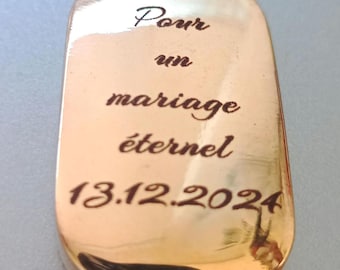 Pour
un
mariage
éternel
13.12.2024